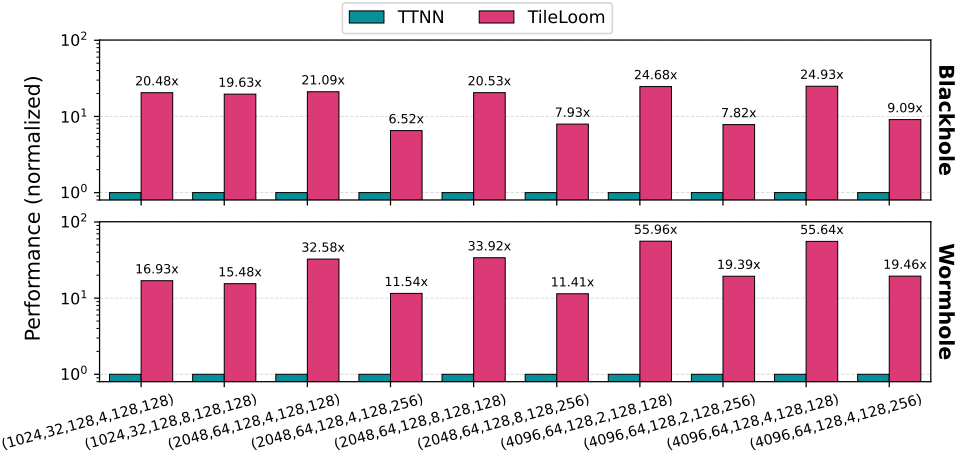 TTNN TileLoom
Performance (normalized)
10²
10¹
10⁰
20.48x 19.63x 21.09x 6.52x 20.53x 7.93x 24.68x 7.82x 24.93x 9.09x
Blackhole
10²
10¹
10⁰
16.93x 15.48x 32.58x 11.54x 33.92x 11.41x 55.96x 19.39x 55.64x 19.46x
Wormhole
(1024,32,128,4,128,128)
(1024,32,128,8,128,128)
(2048,64,128,4,128,128)
(2048,64,128,4,128,256)
(2048,64,128,8,128,128)
(2048,64,128,8,128,256)
(4096,64,128,2,128,128)
(4096,64,128,2,128,256)
(4096,64,128,4,128,128)
(4096,64,128,4,128,256)